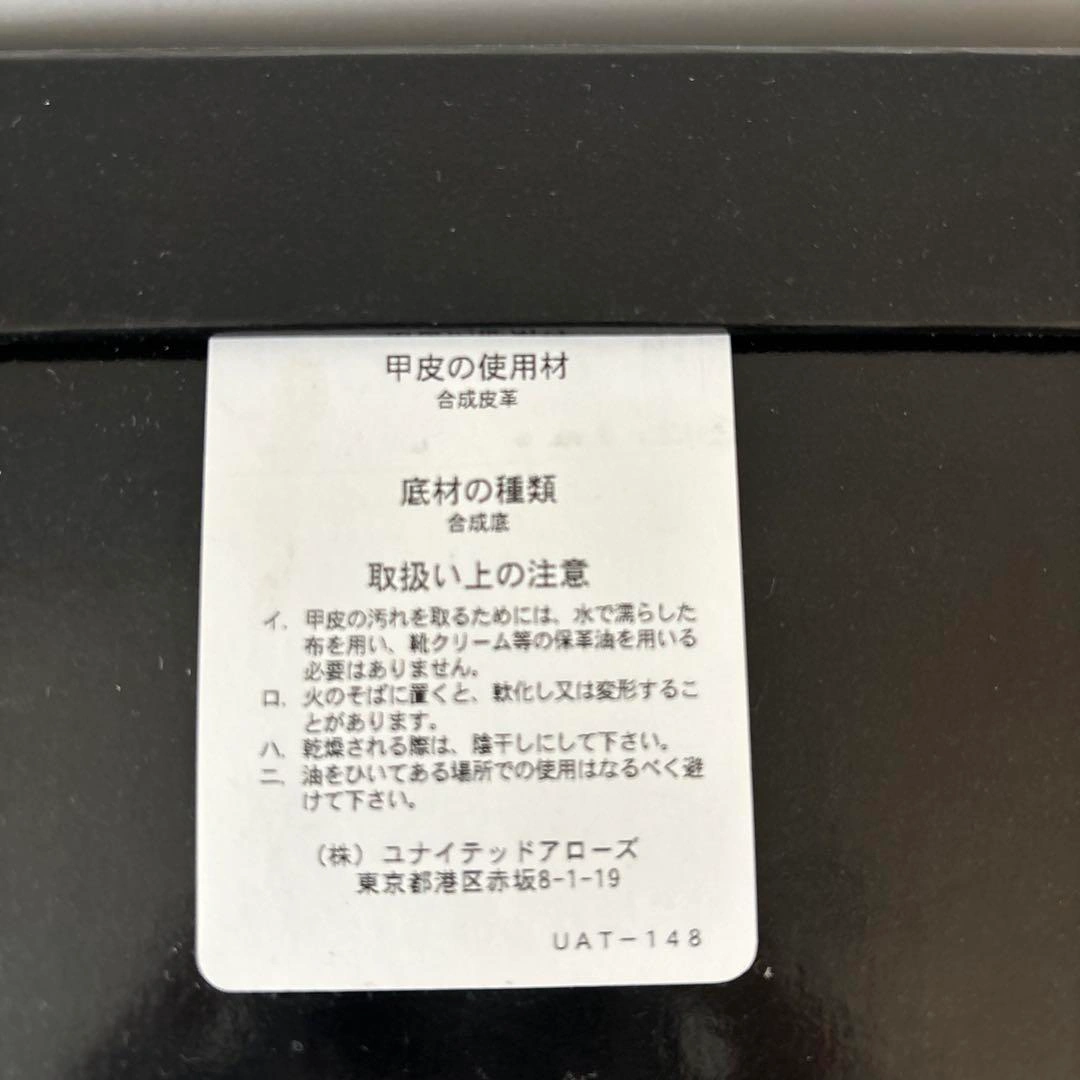 甲皮の使用材
合成皮革
底材の種類
合成底
取扱い上の注意
イ. 甲皮の汚れを取るためには、水で濡らした
布を用い、靴クリーム等の保革油を用いる
必要はありません。
ロ. 火のそばに置くと、軟化し又は変形するこ
とがあります。
ハ. 乾燥される際は、陰干しにして下さい。
ニ. 油をひいてある場所での使用はなるべく避
けて下さい。
(株) ユナイテッドアローズ
東京都港区赤坂8-1-19
UAT-148